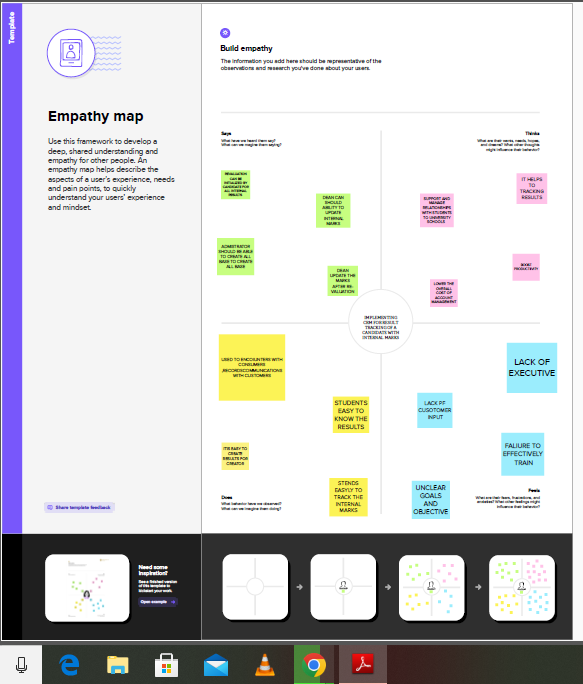 Template
Empathy map
Use this framework to develop a
deep, shared understanding and
empathy for other people. An
empathy map helps describe the
aspects of a user's experience, needs
and pain points, to quickly
understand your users' experience
and mindset.
Share template feedback
Build empathy
The information you add here should be representative of the
observations and research you've done about your users.
Says
What have we heard them say?
What can we imagine them saying?
Thinks
What are their wants, needs, hopes,
and dreams? What other thoughts
might influence their behavior?
REVALUATION
CAN BE
INITIALIZED BY
CANDIDATE FOR
ALL INTERNAL
RESULTS
DEAN CAN
SHOULD
ABILITY TO
UPDATE
INTERNAL
MARKS
SUPPORT AND
MANAGE
RELATIONSHIPS
WITH STUDENTS
TO UNIVERSITY
SCHOOLS
IT HELPS
TO
TRACKING
RESULTS
ADMISTRATOR
SHOULD BE ABLE
TO CREATE ALL
BASE TO CREATE
ALL BASE
DEAN
UPDATE THE
MARKS
AFTER RE-
VALUATION
LOWER THE
OVERALL
COST OF
ACCOUNT
MANAGEMENT
BOOST
PRODUCTIVITY
IMPLEMENTING
CRM FOR RESULT
TRACKING OF A
CANDIDATE WITH
INTERNAL MARKS
USED TO ENCOUNTERS WITH
CONSUMERS
/RECORDSCOMMUNICATIONS
WITH CUSTOMERS
STUDENTS
EASY TO
KNOW THE
RESULTS
LACK PF
CUSOTOMER
INPUT
LACK OF
EXECUTIVE
IT IS EASY TO
CREATE
RESULTS FOR
CREATOR
STENDS
EASYLY TO
TRACK THE
INTERNAL
MARKS
UNCLEAR
GOALS
AND
OBJECTIVE
FALIURE TO
EFFECTIVELY
TRAIN
Does
What behavior have we observed?
What can we imagine them doing?
Feels
What are their fears, frustrations, and
anxieties? What other feelings might
influence their behavior?
Need some
inspiration?
See a finished version
of this template to
kickstart your work.
Open example